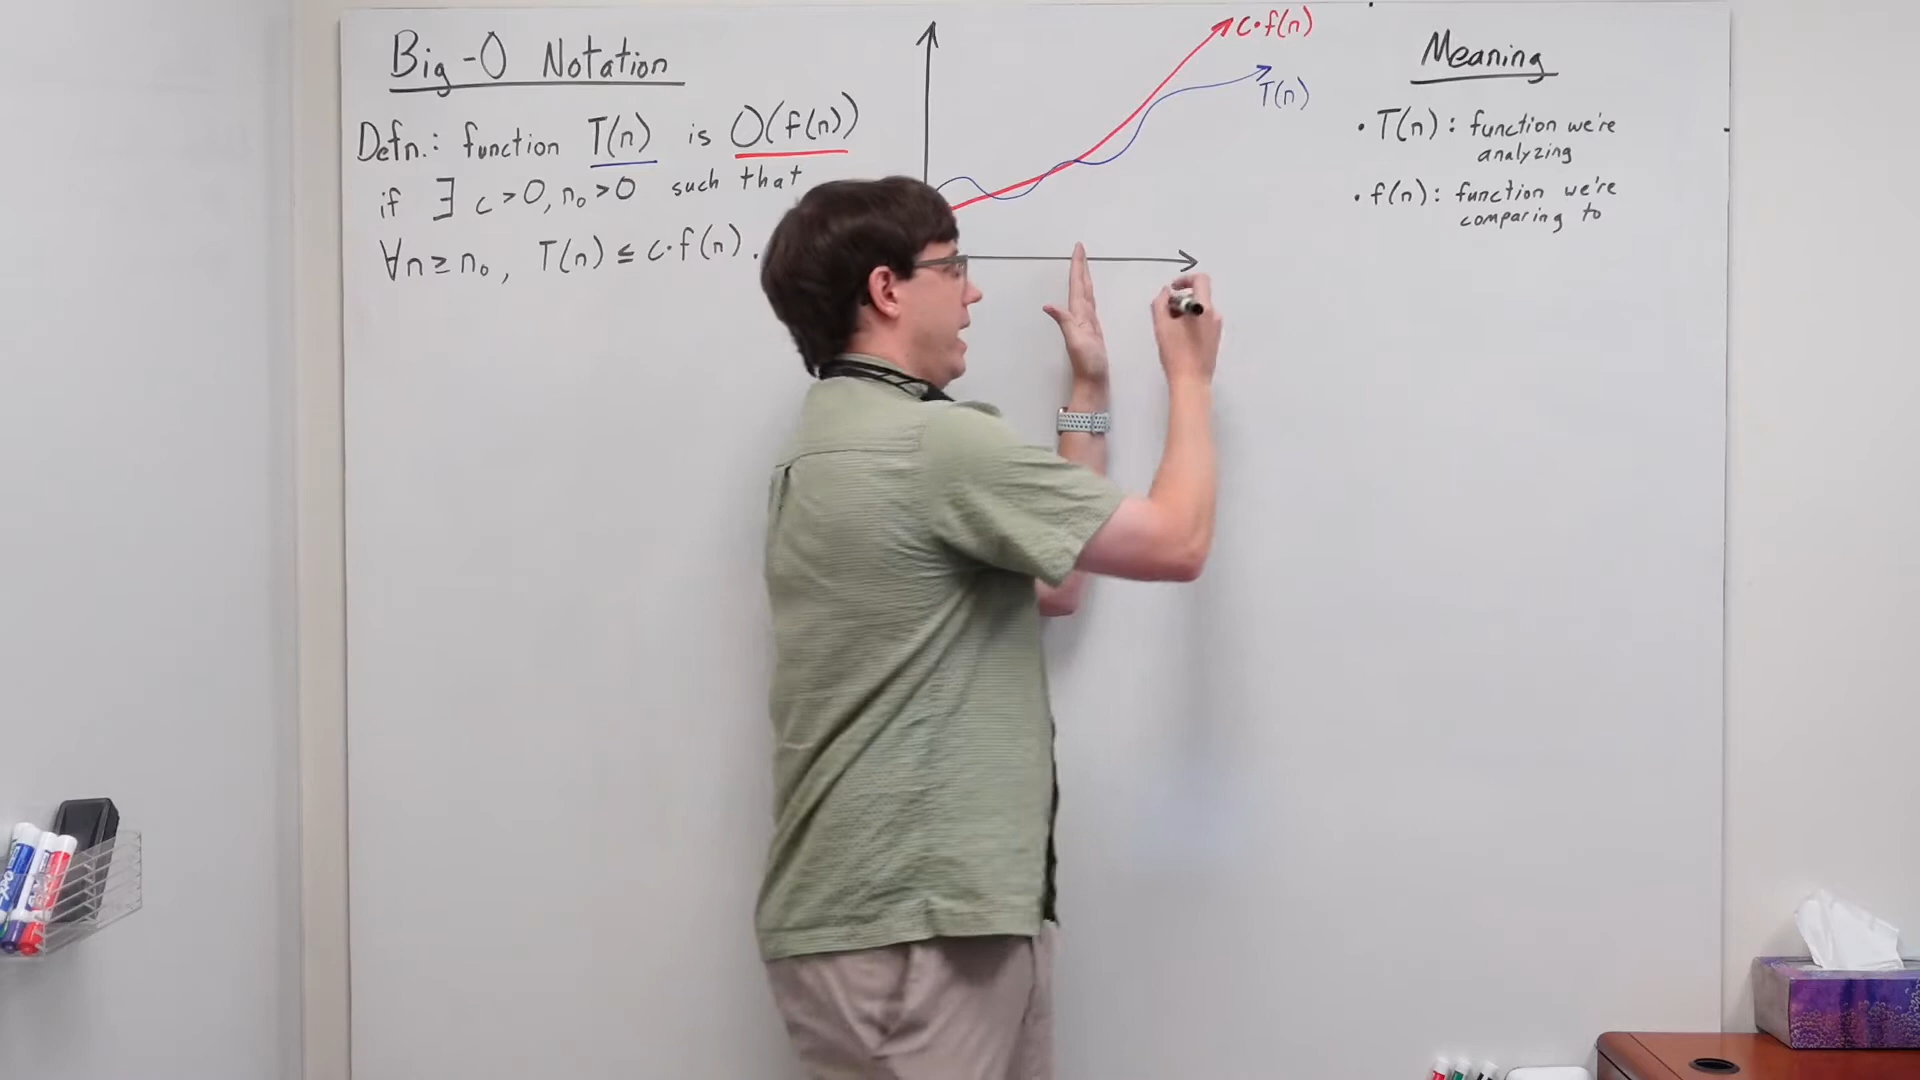 Big-O Notation
Defn.: function T(n) is O(f(n))
if ∃ c>0, n₀>0 such that
∀n≥n₀, T(n) ≤ c·f(n).
c·f(n)
T(n)
Meaning
• T(n): function we're
analyzing
• f(n): function we're
comparing to